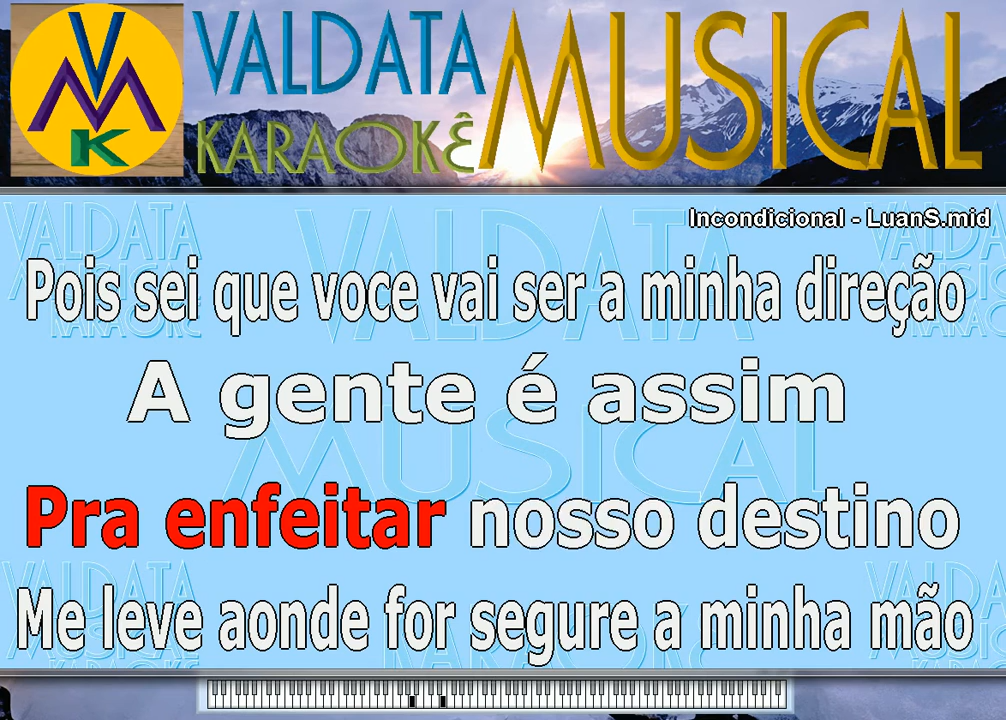 VALDATA MUSICAL
KARAOKÊ
VMK
Incondicional - LuanS.mid
Pois sei que voce vai ser a minha direção
A gente é assim
Pra enfeitar nosso destino
Me leve aonde for segure a minha mão